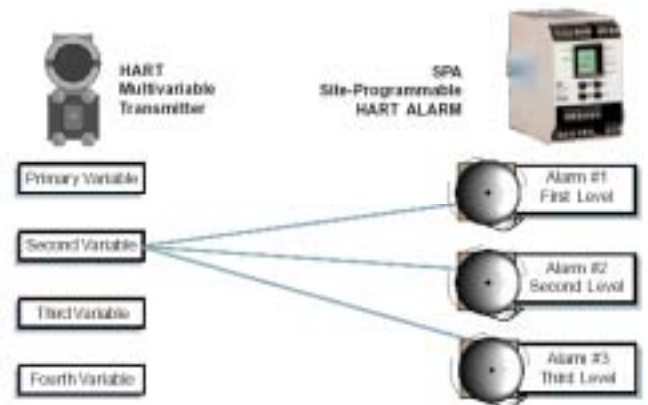 HART
Multivariable
Transmitter
SPA
Site-Programmable
HART ALARM
Primary Variable
Second Variable
Third Variable
Fourth Variable
Alarm #1
First Level
Alarm #2
Second Level
Alarm #3
Third Level